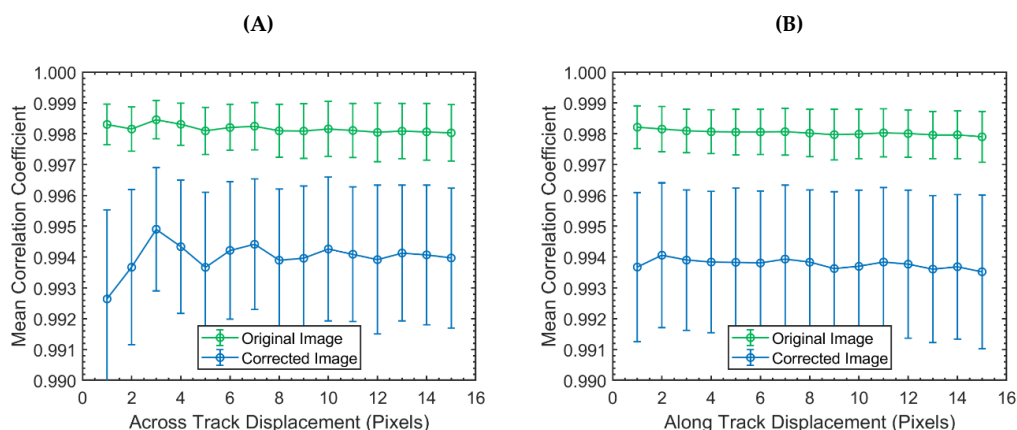 (A)
Mean Correlation Coefficient
1.000
0.999
0.998
0.997
0.996
0.995
0.994
0.993
0.992
0.991
0.990
0 2 4 6 8 10 12 14 16
Across Track Displacement (Pixels)
Original Image
Corrected Image
(B)
Mean Correlation Coefficient
1.000
0.999
0.998
0.997
0.996
0.995
0.994
0.993
0.992
0.991
0.990
0 2 4 6 8 10 12 14 16
Along Track Displacement (Pixels)
Original Image
Corrected Image